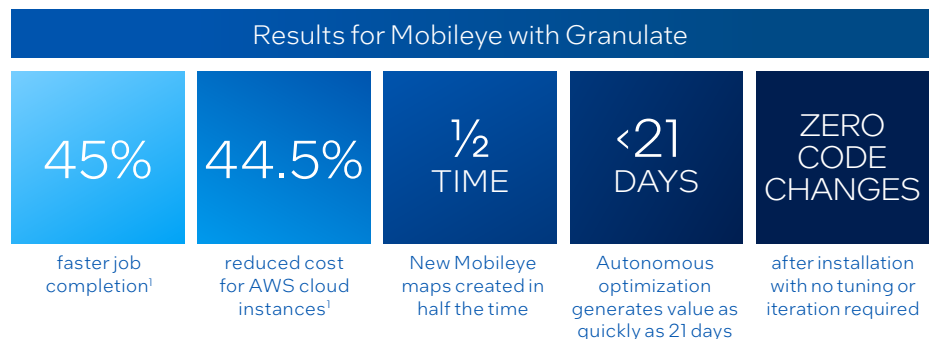 Results for Mobileye with Granulate
45%
faster job
completion¹
44.5%
reduced cost
for AWS cloud
instances¹
½
TIME
New Mobileye
maps created in
half the time
<21
DAYS
Autonomous
optimization
generates value as
quickly as 21 days
ZERO
CODE
CHANGES
after installation
with no tuning or
iteration required